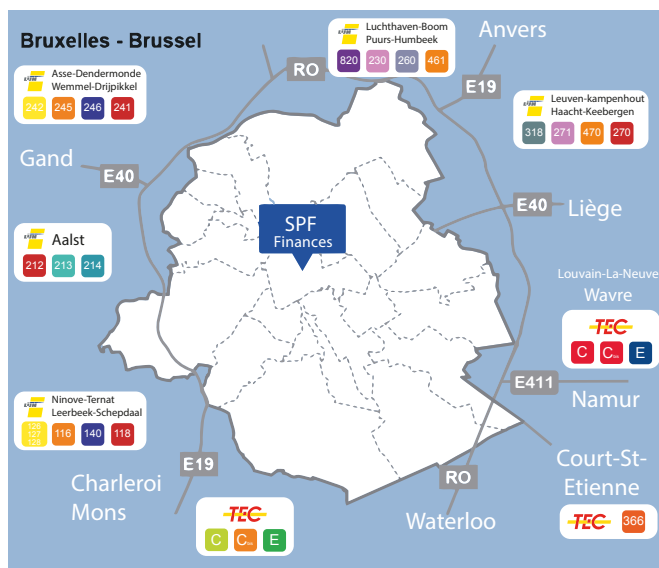 Bruxelles - Brussel
Luchthaven-Boom
Puurs-Humbeek
820 230 260 461
Anvers
RO
E19
Asse-Dendermonde
Wemmel-Drijpikkel
242 245 246 241
Leuven-kampenhout
Haacht-Keebergen
318 271 470 270
Gand
E40
E40
Liège
SPF
Finances
Aalst
212 213 214
Louvain-La-Neuve
Wavre
TEC
C C E
E411
Namur
Ninove-Ternat
Leerbeek-Schepdaal
126
127
128
116 140 118
E19
Charleroi
Mons
RO
Court-St-
Etienne
TEC
C C E
Waterloo
TEC 366